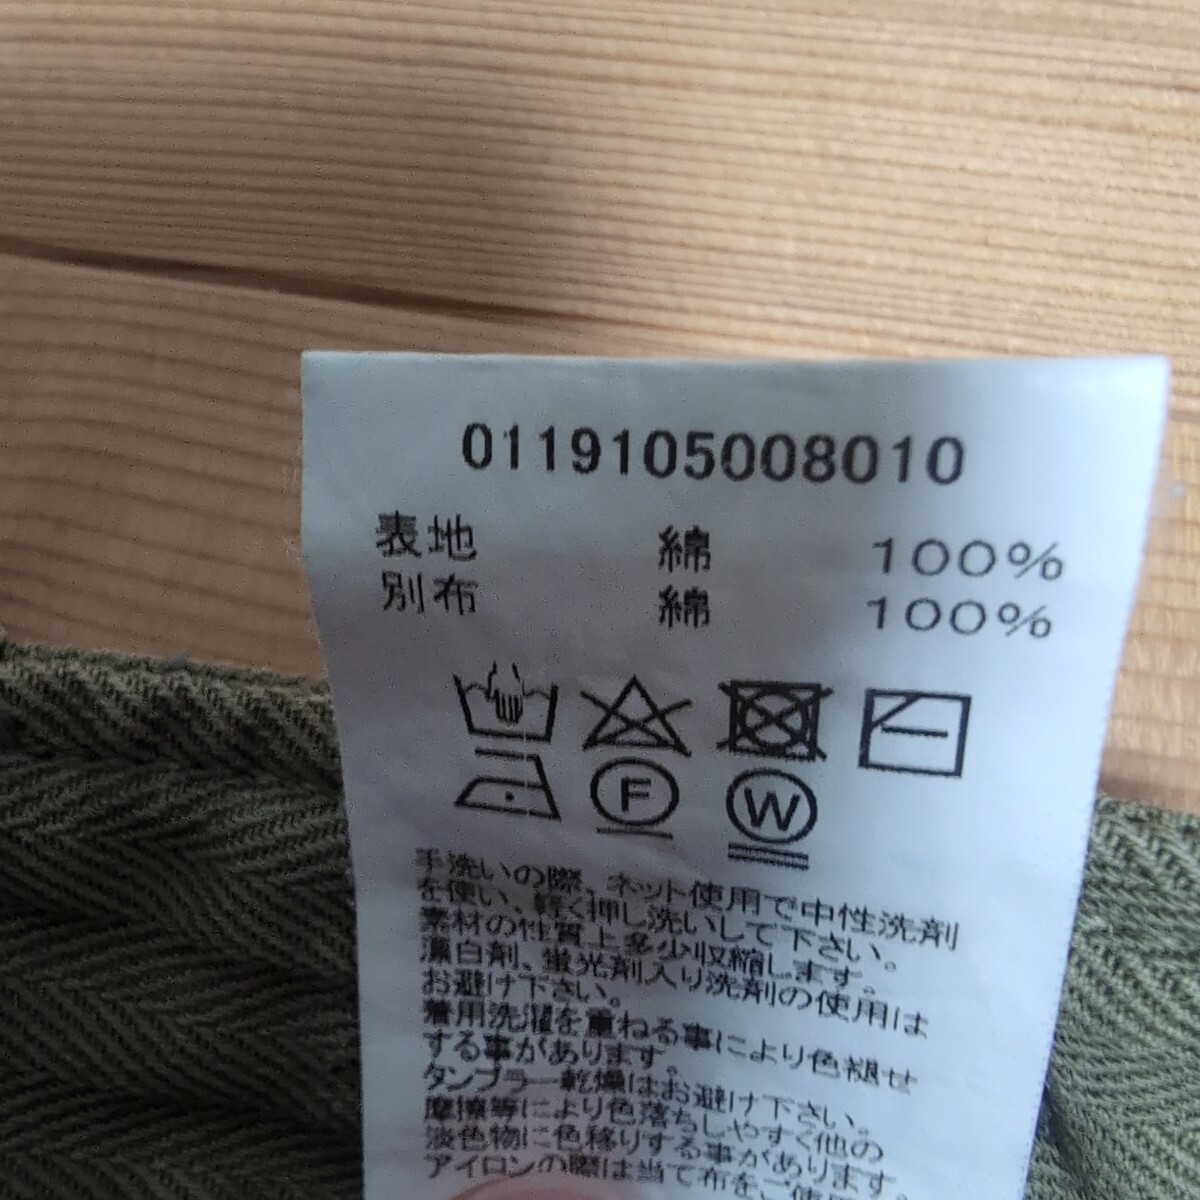 0119105008010
表地 綿 100%
別布 綿 100%
F W
手洗いの際、ネット使用で中性洗剤
を使い、軽く押し洗いして下さい。
素材の性質上多少収縮します。
漂白剤、蛍光剤入り洗剤の使用は
お避け下さい。
着用洗濯を重ねる事により色褪せ
する事があります。
タンブラー乾燥はお避け下さい。
摩擦等により色落ちしやすく他の
淡色物に色移りする事があります。
アイロンの際は当て布をご使用